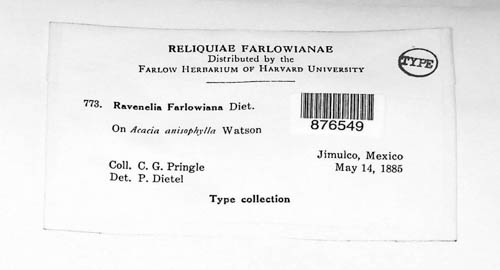 RELIQUIAE FARLOWIANAE
Distributed by the
FARLOW HERBARIUM OF HARVARD UNIVERSITY
TYPE
773. Ravenelia Farlowiana Diet.
On Acacia anisophylla Watson
876549
Jimulco, Mexico
Coll. C. G. Pringle May 14, 1885
Det. P. Dietel
Type collection